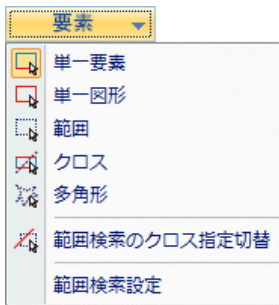 要素
単一要素
単一図形
範囲
クロス
多角形
範囲検索のクロス指定切替
範囲検索設定